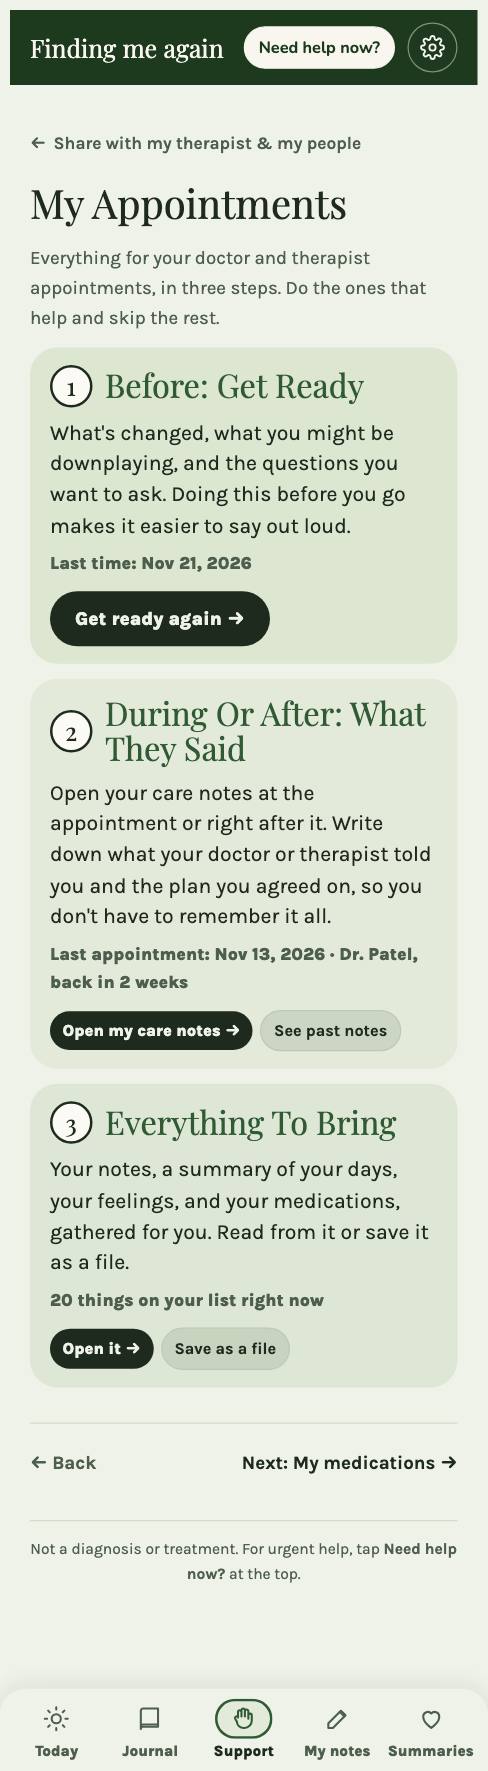 Finding me again
Need help now?
← Share with my therapist & my people
My Appointments
Everything for your doctor and therapist
appointments, in three steps. Do the ones that
help and skip the rest.
1 Before: Get Ready
What's changed, what you might be
downplaying, and the questions you
want to ask. Doing this before you go
makes it easier to say out loud.
Last time: Nov 21, 2026
Get ready again →
2 During Or After: What
They Said
Open your care notes at the
appointment or right after it. Write
down what your doctor or therapist told
you and the plan you agreed on, so you
don't have to remember it all.
Last appointment: Nov 13, 2026 · Dr. Patel,
back in 2 weeks
Open my care notes → See past notes
3 Everything To Bring
Your notes, a summary of your days,
your feelings, and your medications,
gathered for you. Read from it or save it
as a file.
20 things on your list right now
Open it → Save as a file
← Back Next: My medications →
Not a diagnosis or treatment. For urgent help, tap Need help
now? at the top.
Today Journal Support My notes Summaries